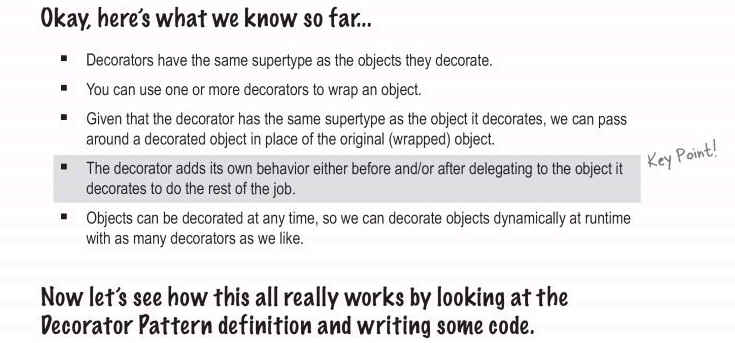 Okay, here's what we know so far...
▪ Decorators have the same supertype as the objects they decorate.
▪ You can use one or more decorators to wrap an object.
▪ Given that the decorator has the same supertype as the object it decorates, we can pass
around a decorated object in place of the original (wrapped) object.
▪ The decorator adds its own behavior either before and/or after delegating to the object it
decorates to do the rest of the job.
Key Point!
▪ Objects can be decorated at any time, so we can decorate objects dynamically at runtime
with as many decorators as we like.
Now let's see how this all really works by looking at the
Decorator Pattern definition and writing some code.